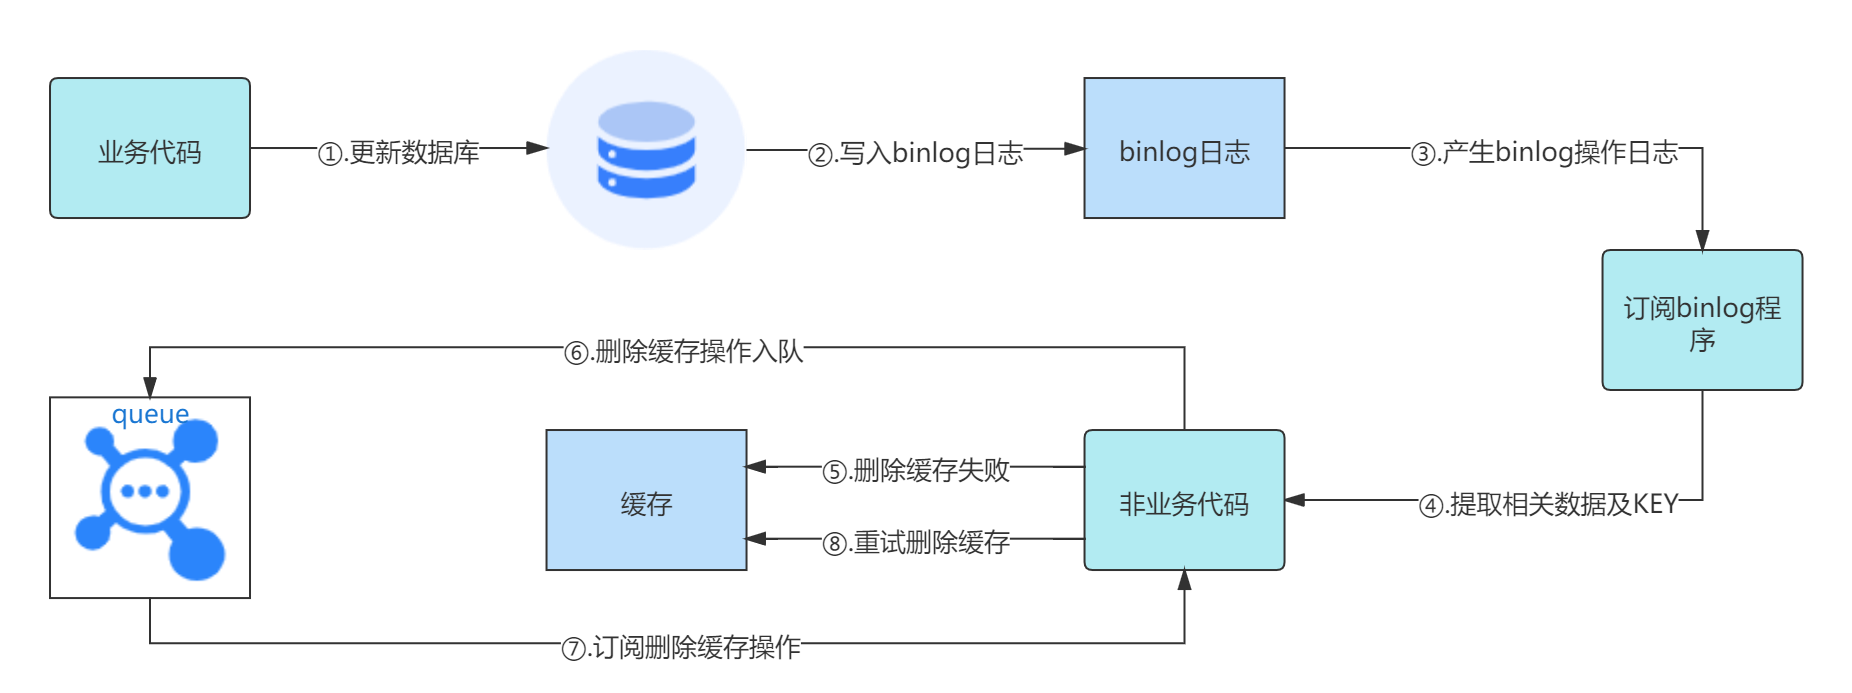 业务代码
①.更新数据库
②.写入binlog日志
binlog日志
③.产生binlog操作日志
订阅binlog程
序
⑥.删除缓存操作入队
queue
缓存
⑤.删除缓存失败
⑧.重试删除缓存
非业务代码
④.提取相关数据及KEY
⑦.订阅删除缓存操作